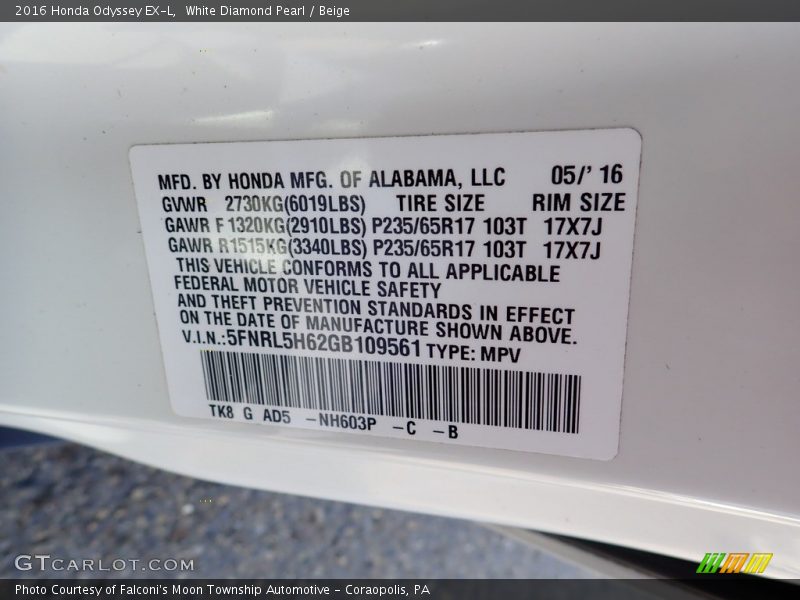 2016 Honda Odyssey EX-L,  White Diamond Pearl / Beige
MFD. BY HONDA MFG. OF ALABAMA, LLC 05/' 16
GVWR 2730KG(6019LBS) TIRE SIZE RIM SIZE
GAWR F 1320KG(2910LBS) P235/65R17 103T 17X7J
GAWR R1515KG(3340LBS) P235/65R17 103T 17X7J
THIS VEHICLE CONFORMS TO ALL APPLICABLE
FEDERAL MOTOR VEHICLE SAFETY
AND THEFT PREVENTION STANDARDS IN EFFECT
ON THE DATE OF MANUFACTURE SHOWN ABOVE.
V.I.N.:5FNRL5H62GB109561 TYPE: MPV
TK8 G AD5 -NH603P -C -B
GTCARLOT.COM
Photo Courtesy of Falconi's Moon Township Automotive - Coraopolis, PA